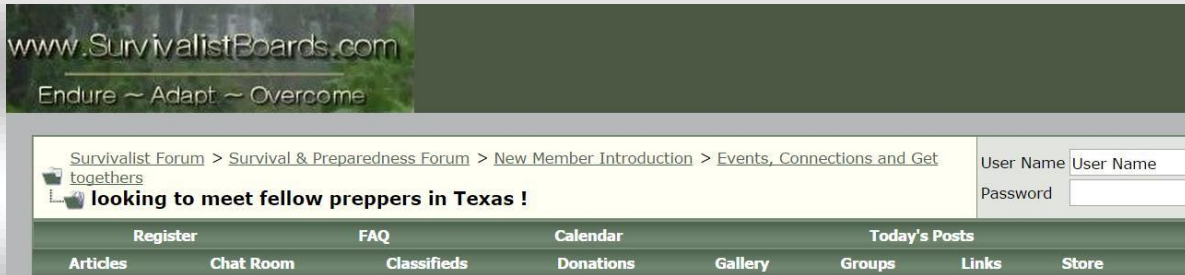 www.SurvivalistBoards.com
Endure ~ Adapt ~ Overcome
Survivalist Forum > Survival & Preparedness Forum > New Member Introduction > Events, Connections and Get
togethers
looking to meet fellow preppers in Texas !
User Name User Name
Password
Register FAQ Calendar Today's Posts
Articles Chat Room Classifieds Donations Gallery Groups Links Store